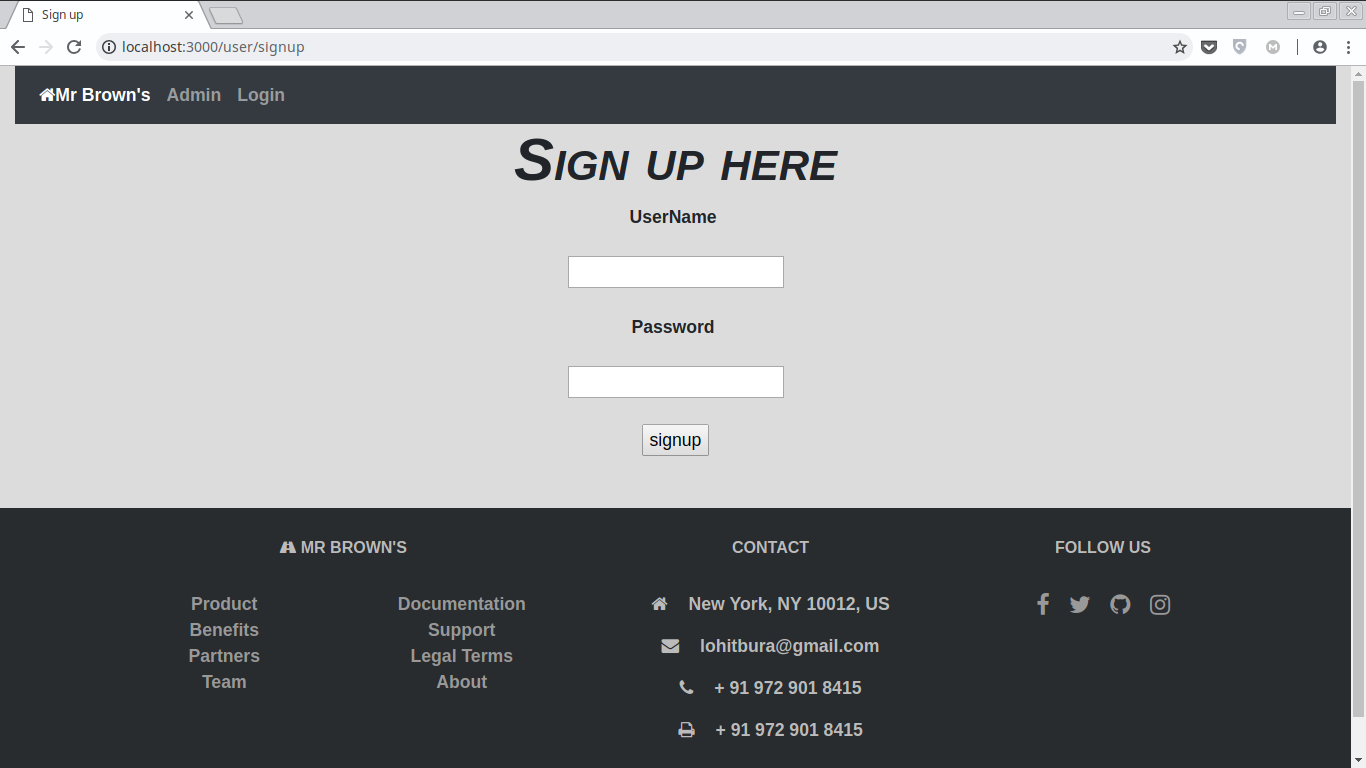 Sign up
localhost:3000/user/signup
Mr Brown's Admin Login
Sign up here
UserName
Password
signup
MR BROWN'S
Product
Benefits
Partners
Team
Documentation
Support
Legal Terms
About
CONTACT
New York, NY 10012, US
lohitbura@gmail.com
+ 91 972 901 8415
+ 91 972 901 8415
FOLLOW US